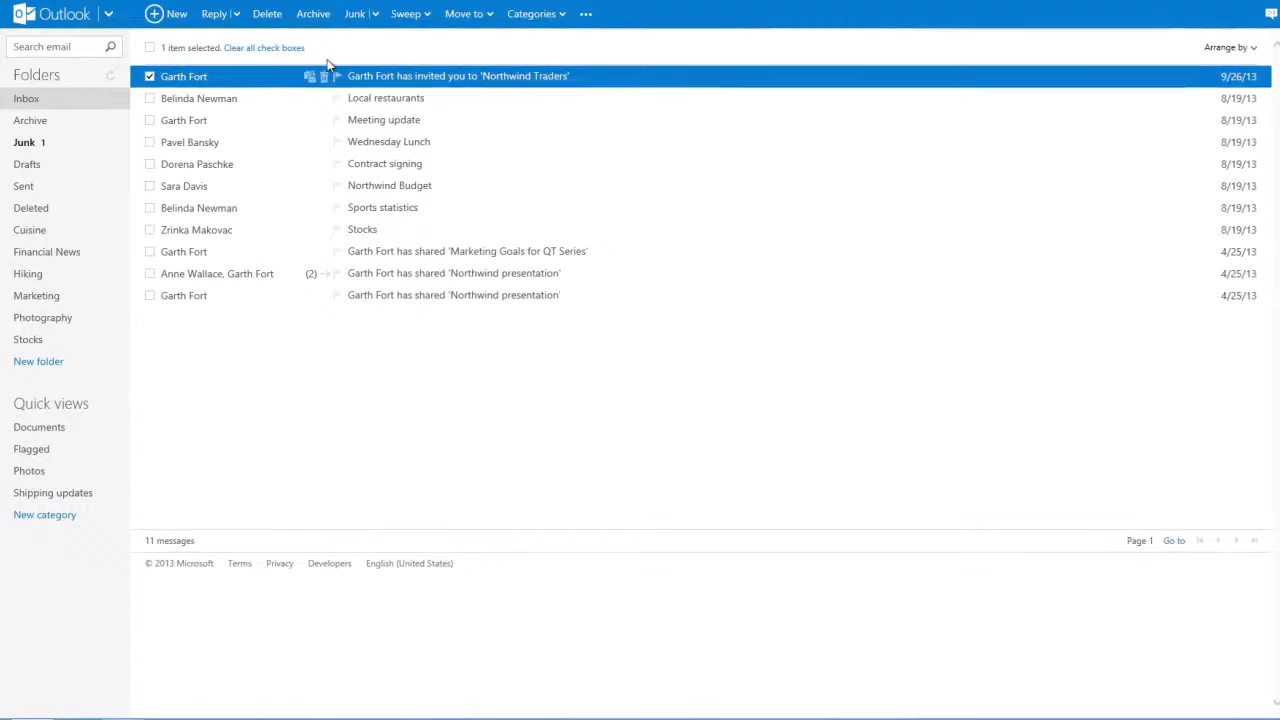 Outlook New Reply Delete Archive Junk Sweep Move to Categories ...
Search email
1 item selected. Clear all check boxes Arrange by
Folders
Inbox
Archive
Junk 1
Drafts
Sent
Deleted
Cuisine
Financial News
Hiking
Marketing
Photography
Stocks
New folder
Quick views
Documents
Flagged
Photos
Shipping updates
New category
Garth Fort Garth Fort has invited you to 'Northwind Traders' 9/26/13
Belinda Newman Local restaurants 8/19/13
Garth Fort Meeting update 8/19/13
Pavel Bansky Wednesday Lunch 8/19/13
Dorena Paschke Contract signing 8/19/13
Sara Davis Northwind Budget 8/19/13
Belinda Newman Sports statistics 8/19/13
Zrinka Makovac Stocks 8/19/13
Garth Fort Garth Fort has shared 'Marketing Goals for QT Series' 4/25/13
Anne Wallace, Garth Fort (2) Garth Fort has shared 'Northwind presentation' 4/25/13
Garth Fort Garth Fort has shared 'Northwind presentation' 4/25/13
11 messages Page 1 Go to
© 2013 Microsoft Terms Privacy Developers English (United States)